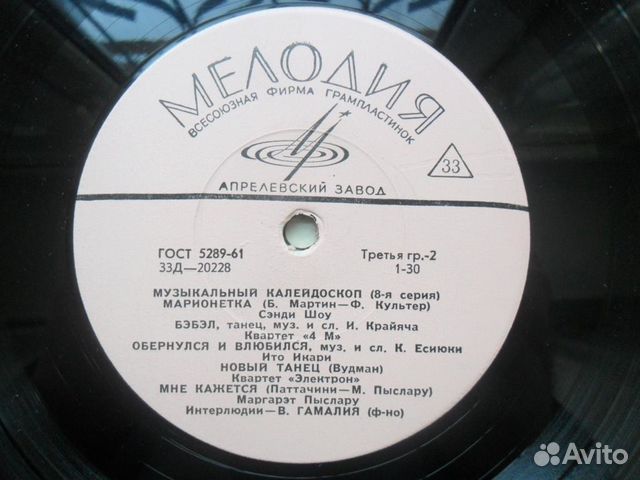 МЕЛОДИЯ
ВСЕСОЮЗНАЯ ФИРМА ГРАМПЛАСТИНОК
33
АПРЕЛЕВСКИЙ ЗАВОД
ГОСТ 5289-61 Третья гр.-2
33Д—20228 1-30
МУЗЫКАЛЬНЫЙ КАЛЕЙДОСКОП (8-я серия)
МАРИОНЕТКА (Б. Мартин—Ф. Культер)
Сэнди Шоу
БЭБЭЛ, танец, муз. и сл. И. Крайяча
Квартет «4 М»
ОБЕРНУЛСЯ И ВЛЮБИЛСЯ, муз. и сл. К. Есиюки
Ито Икари
НОВЫЙ ТАНЕЦ (Вудман)
Квартет «Электрон»
МНЕ КАЖЕТСЯ (Паттачини—М. Пыслару)
Маргарэт Пыслару
Интерлюдии—В. ГАМАЛИЯ (ф-но)
Avito